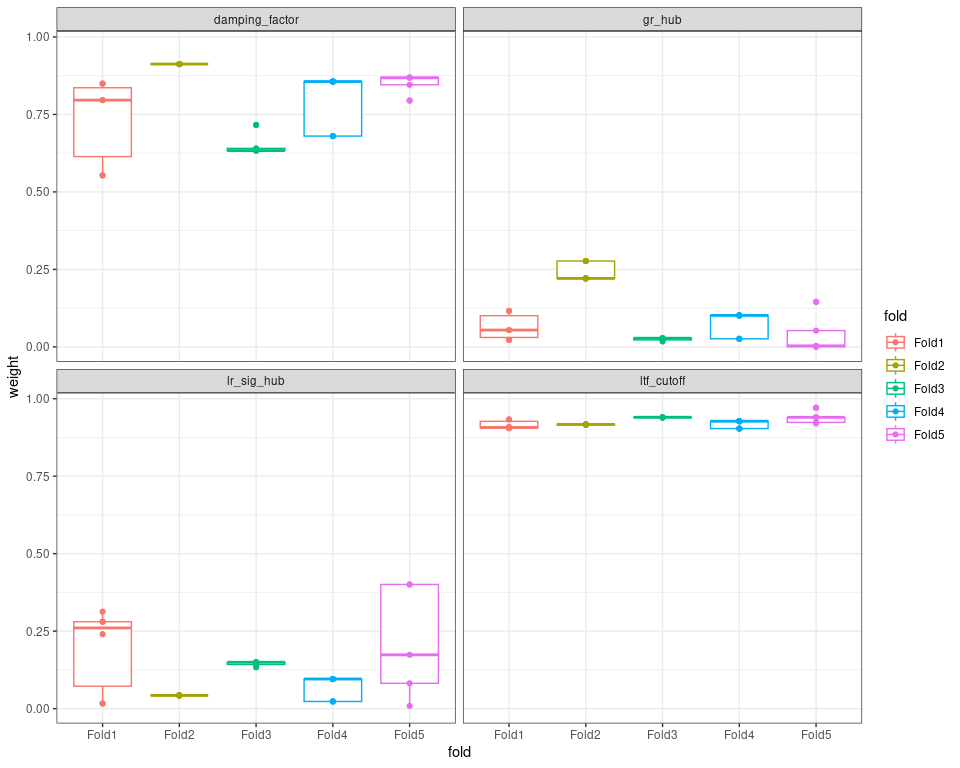 damping_factor gr_hub
1.00
0.75
0.50
0.25
0.00
weight
lr_sig_hub ltf_cutoff
1.00
0.75
0.50
0.25
0.00
Fold1 Fold2 Fold3 Fold4 Fold5 Fold1 Fold2 Fold3 Fold4 Fold5
fold
fold
Fold1
Fold2
Fold3
Fold4
Fold5